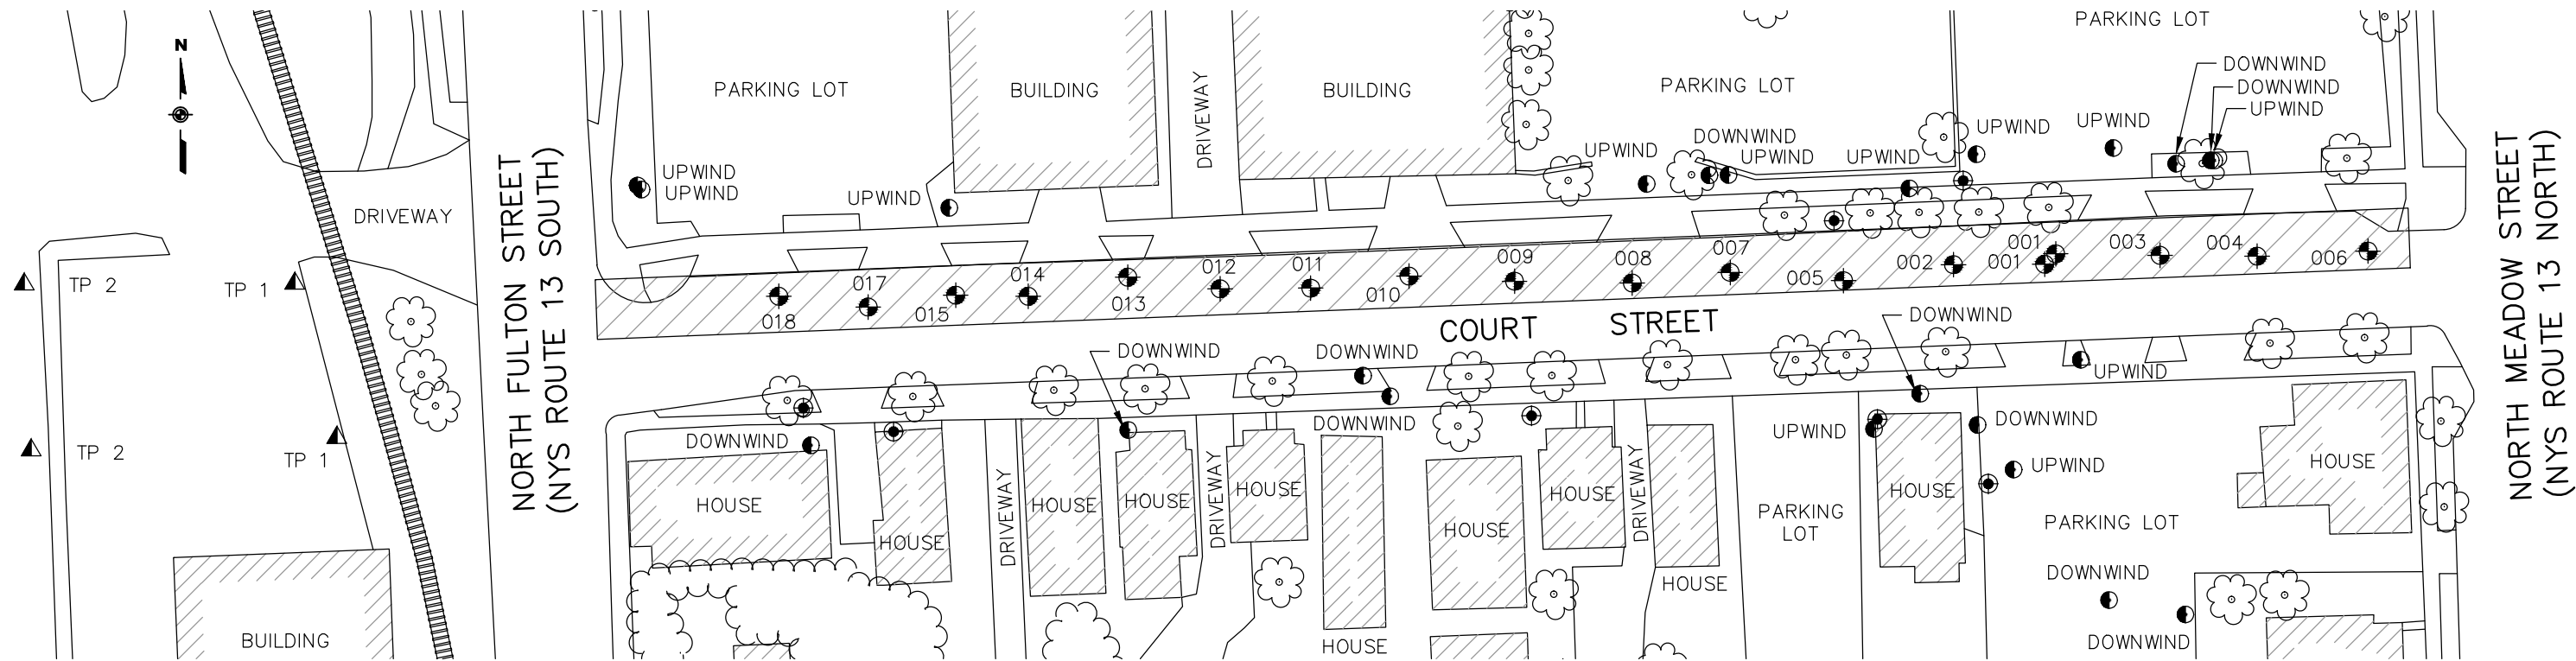 N
PARKING LOT
BUILDING
DRIVEWAY
BUILDING
PARKING LOT
PARKING LOT
DOWNWIND
DOWNWIND
UPWIND
UPWIND
UPWIND
DOWNWIND
UPWIND
UPWIND
UPWIND
UPWIND
UPWIND
UPWIND
DRIVEWAY
NORTH FULTON STREET
(NYS ROUTE 13 SOUTH)
NORTH MEADOW STREET
(NYS ROUTE 13 NORTH)
TP 2
TP 1
TP 2
TP 1
018
017
015
014
013
012
011
010
009
008
007
005
002
001
001
003
004
006
COURT STREET
DOWNWIND
DOWNWIND
DOWNWIND
UPWIND
DOWNWIND
DOWNWIND
UPWIND
DOWNWIND
UPWIND
HOUSE
HOUSE
DRIVEWAY
HOUSE
HOUSE
DRIVEWAY
HOUSE
HOUSE
HOUSE
HOUSE
DRIVEWAY
HOUSE
PARKING
LOT
HOUSE
PARKING LOT
HOUSE
DOWNWIND
DOWNWIND
BUILDING